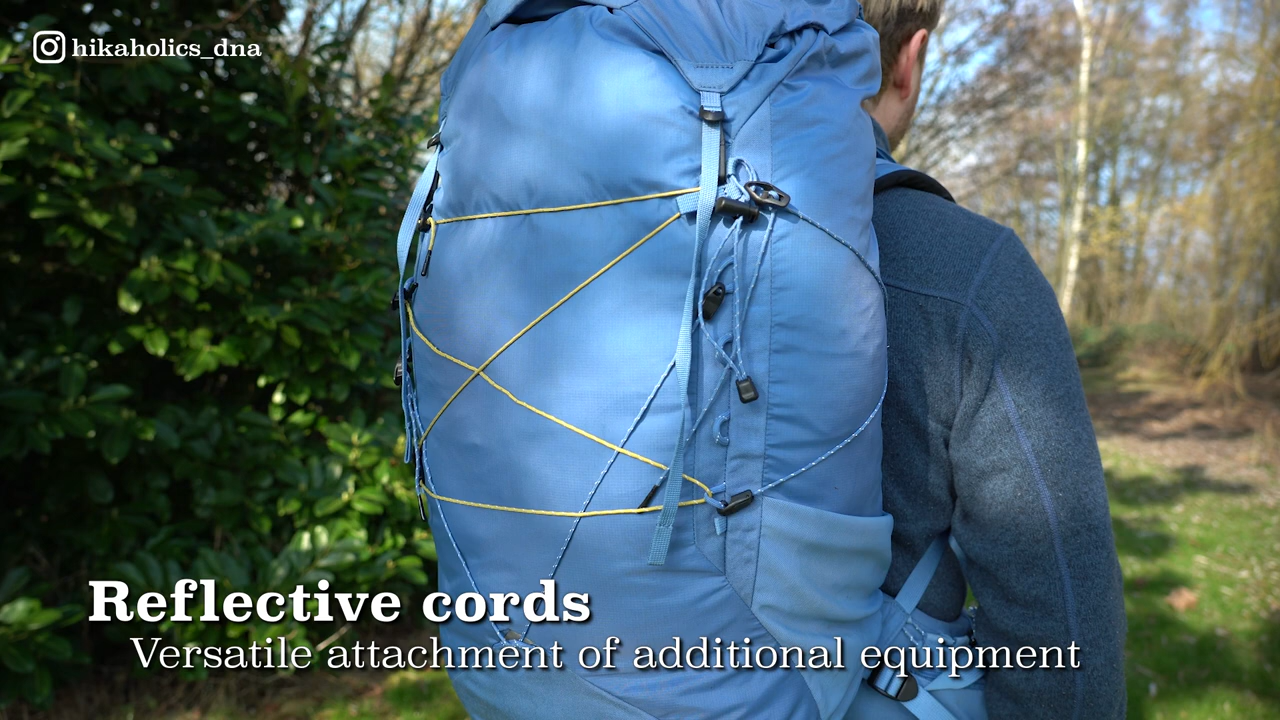 hikaholics_dna
Reflective cords
Versatile attachment of additional equipment